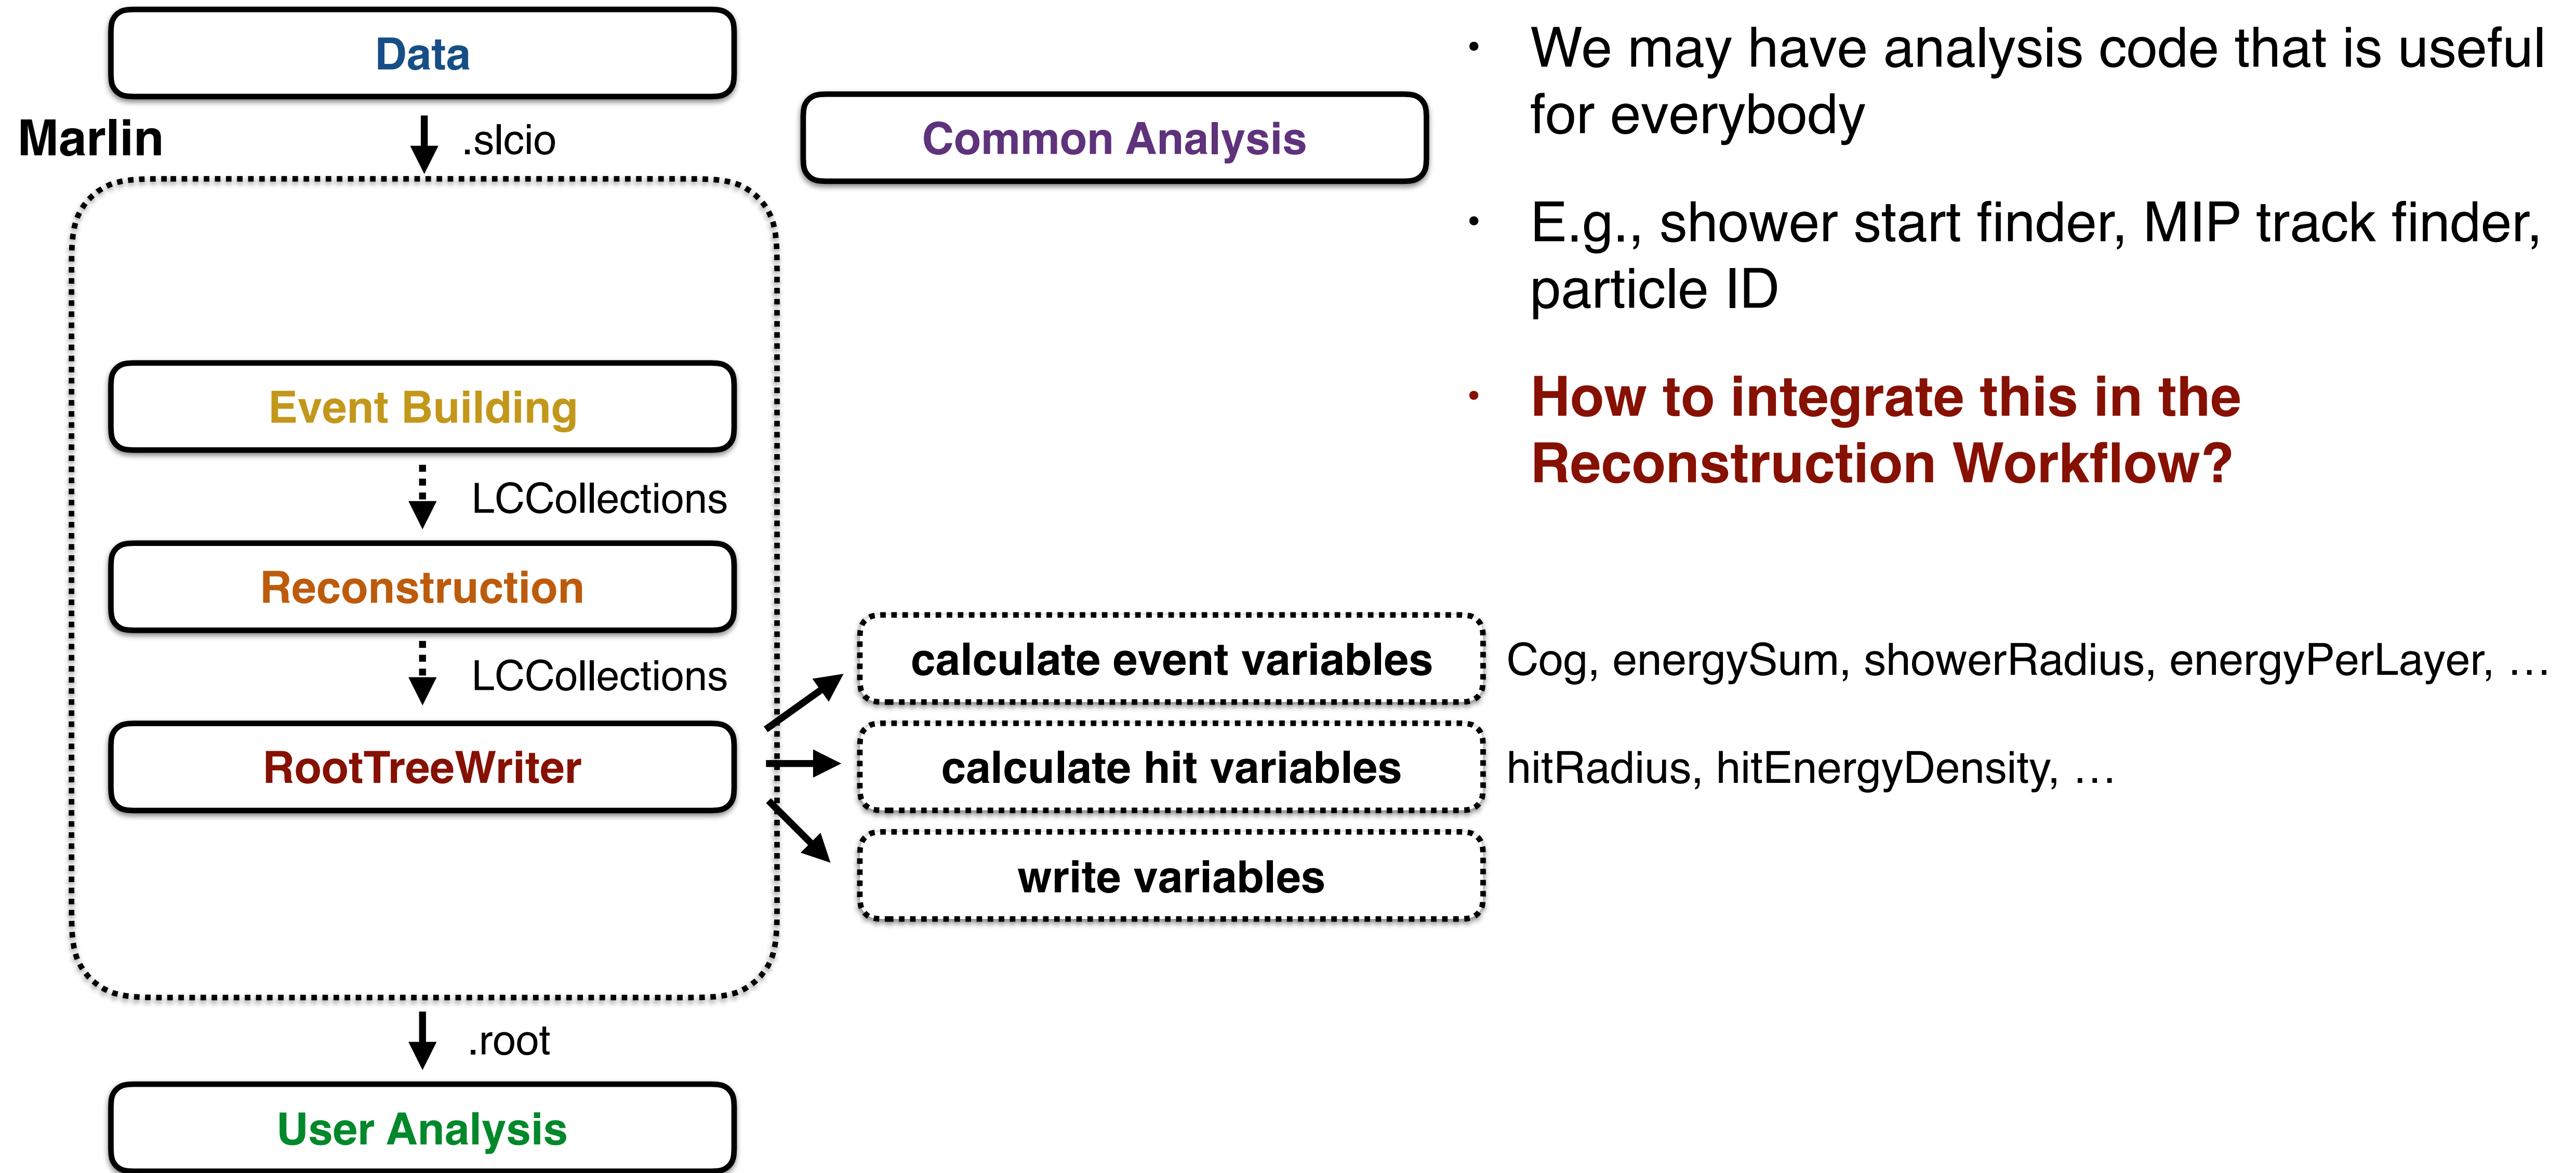 Data
Marlin
.slcio
Common Analysis
Event Building
LCCollections
Reconstruction
LCCollections
RootTreeWriter
calculate event variables
Cog, energySum, showerRadius, energyPerLayer, …
calculate hit variables
hitRadius, hitEnergyDensity, …
write variables
.root
User Analysis
• We may have analysis code that is useful
for everybody
• E.g., shower start finder, MIP track finder,
particle ID
• How to integrate this in the
Reconstruction Workflow?